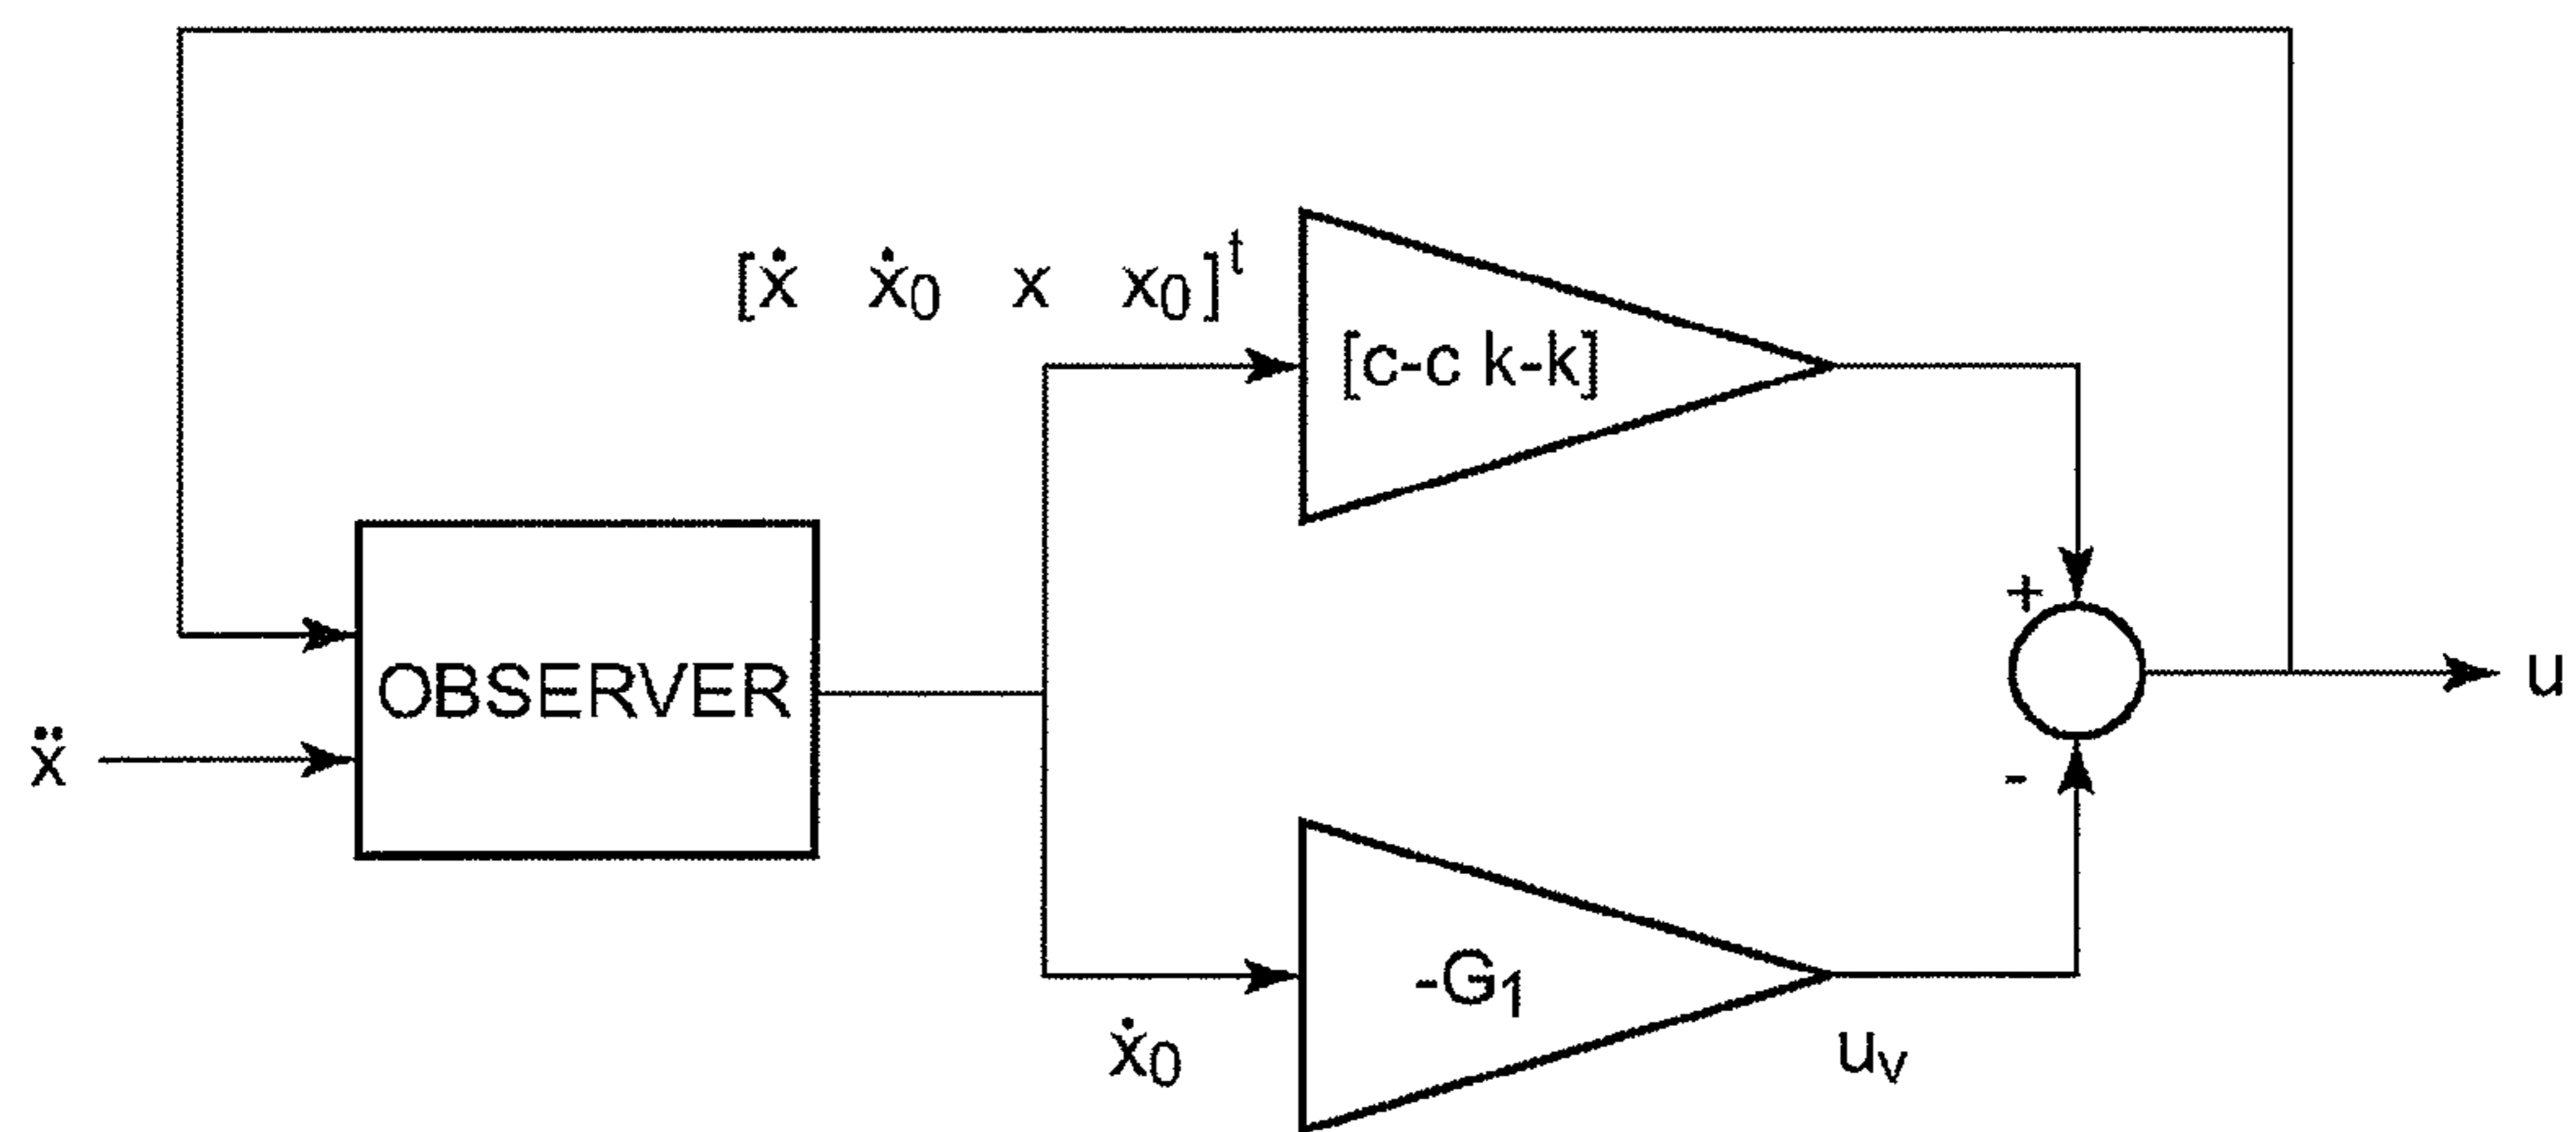 [ẋ ẋ₀ x x₀]ᵗ
[c-c k-k]
+
OBSERVER
u
ẍ
-
-G₁
ẋ₀
uᵥ